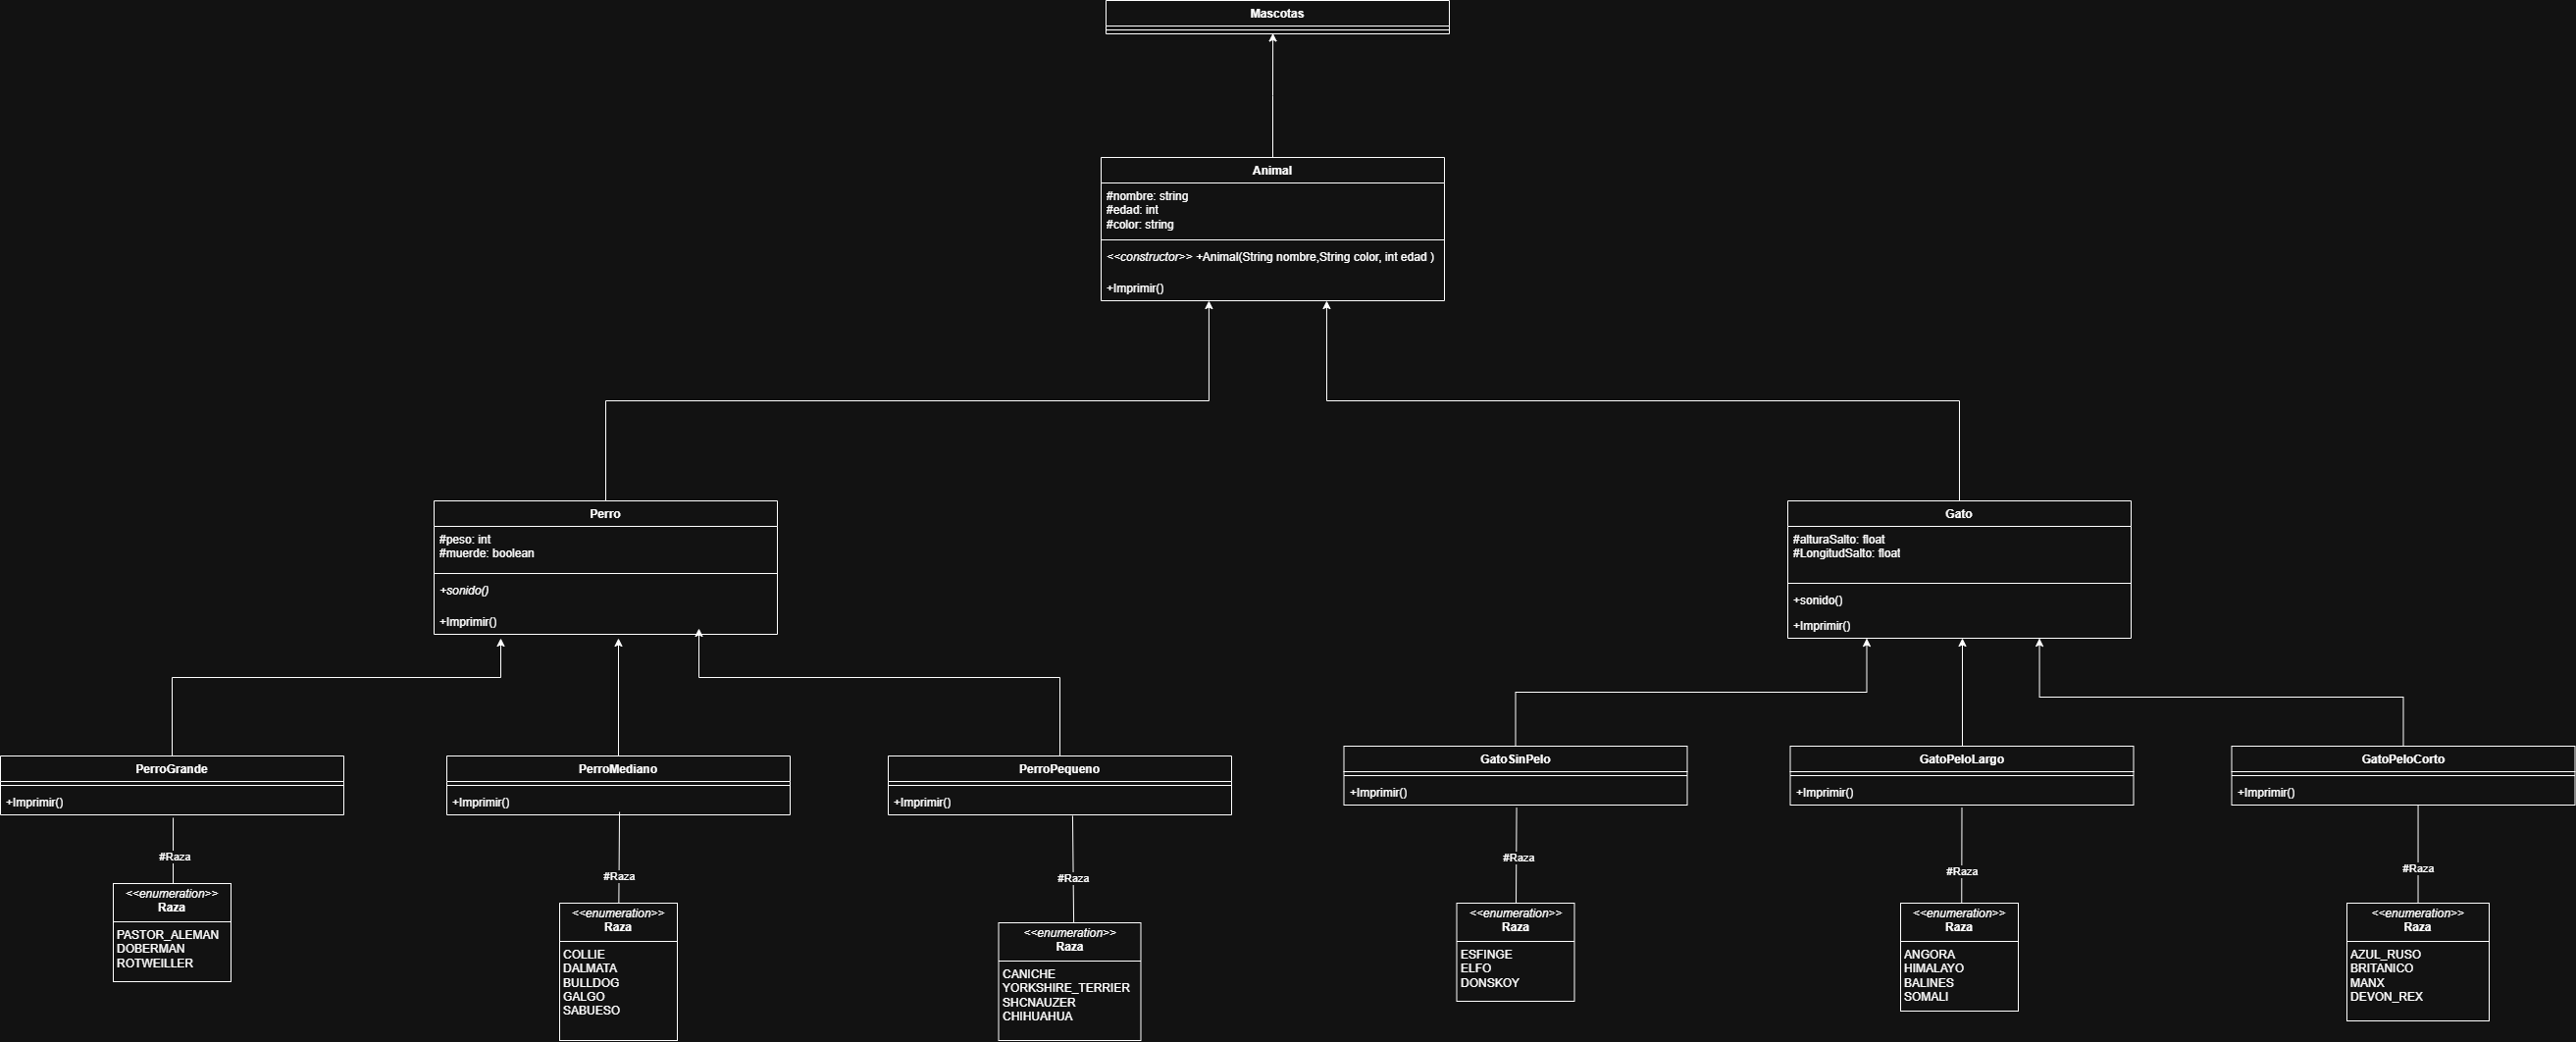 Mascotas
Animal
#nombre: string
#edad: int
#color: string
<<constructor>> +Animal(String nombre,String color, int edad )
+Imprimir()
Perro
#peso: int
#muerde: boolean
+sonido()
+Imprimir()
Gato
#alturaSalto: float
#LongitudSalto: float
+sonido()
+Imprimir()
PerroGrande
+Imprimir()
#Raza
<<enumeration>>
Raza
PASTOR_ALEMAN
DOBERMAN
ROTWEILLER
PerroMediano
+Imprimir()
#Raza
<<enumeration>>
Raza
COLLIE
DALMATA
BULLDOG
GALGO
SABUESO
PerroPequeno
+Imprimir()
#Raza
<<enumeration>>
Raza
CANICHE
YORKSHIRE_TERRIER
SHCNAUZER
CHIHUAHUA
GatoSinPelo
+Imprimir()
#Raza
<<enumeration>>
Raza
ESFINGE
ELFO
DONSKOY
GatoPeloLargo
+Imprimir()
#Raza
<<enumeration>>
Raza
ANGORA
HIMALAYO
BALINES
SOMALI
GatoPeloCorto
+Imprimir()
#Raza
<<enumeration>>
Raza
AZUL_RUSO
BRITANICO
MANX
DEVON_REX